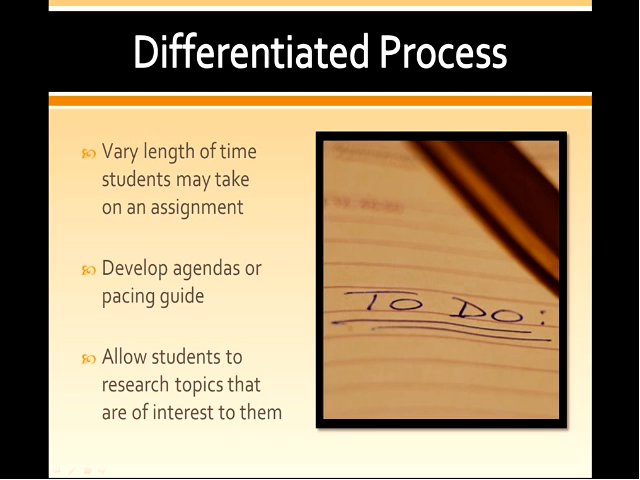 Differentiated Process
Vary length of time
students may take
on an assignment
Develop agendas or
pacing guide
Allow students to
research topics that
are of interest to them
TO DO: